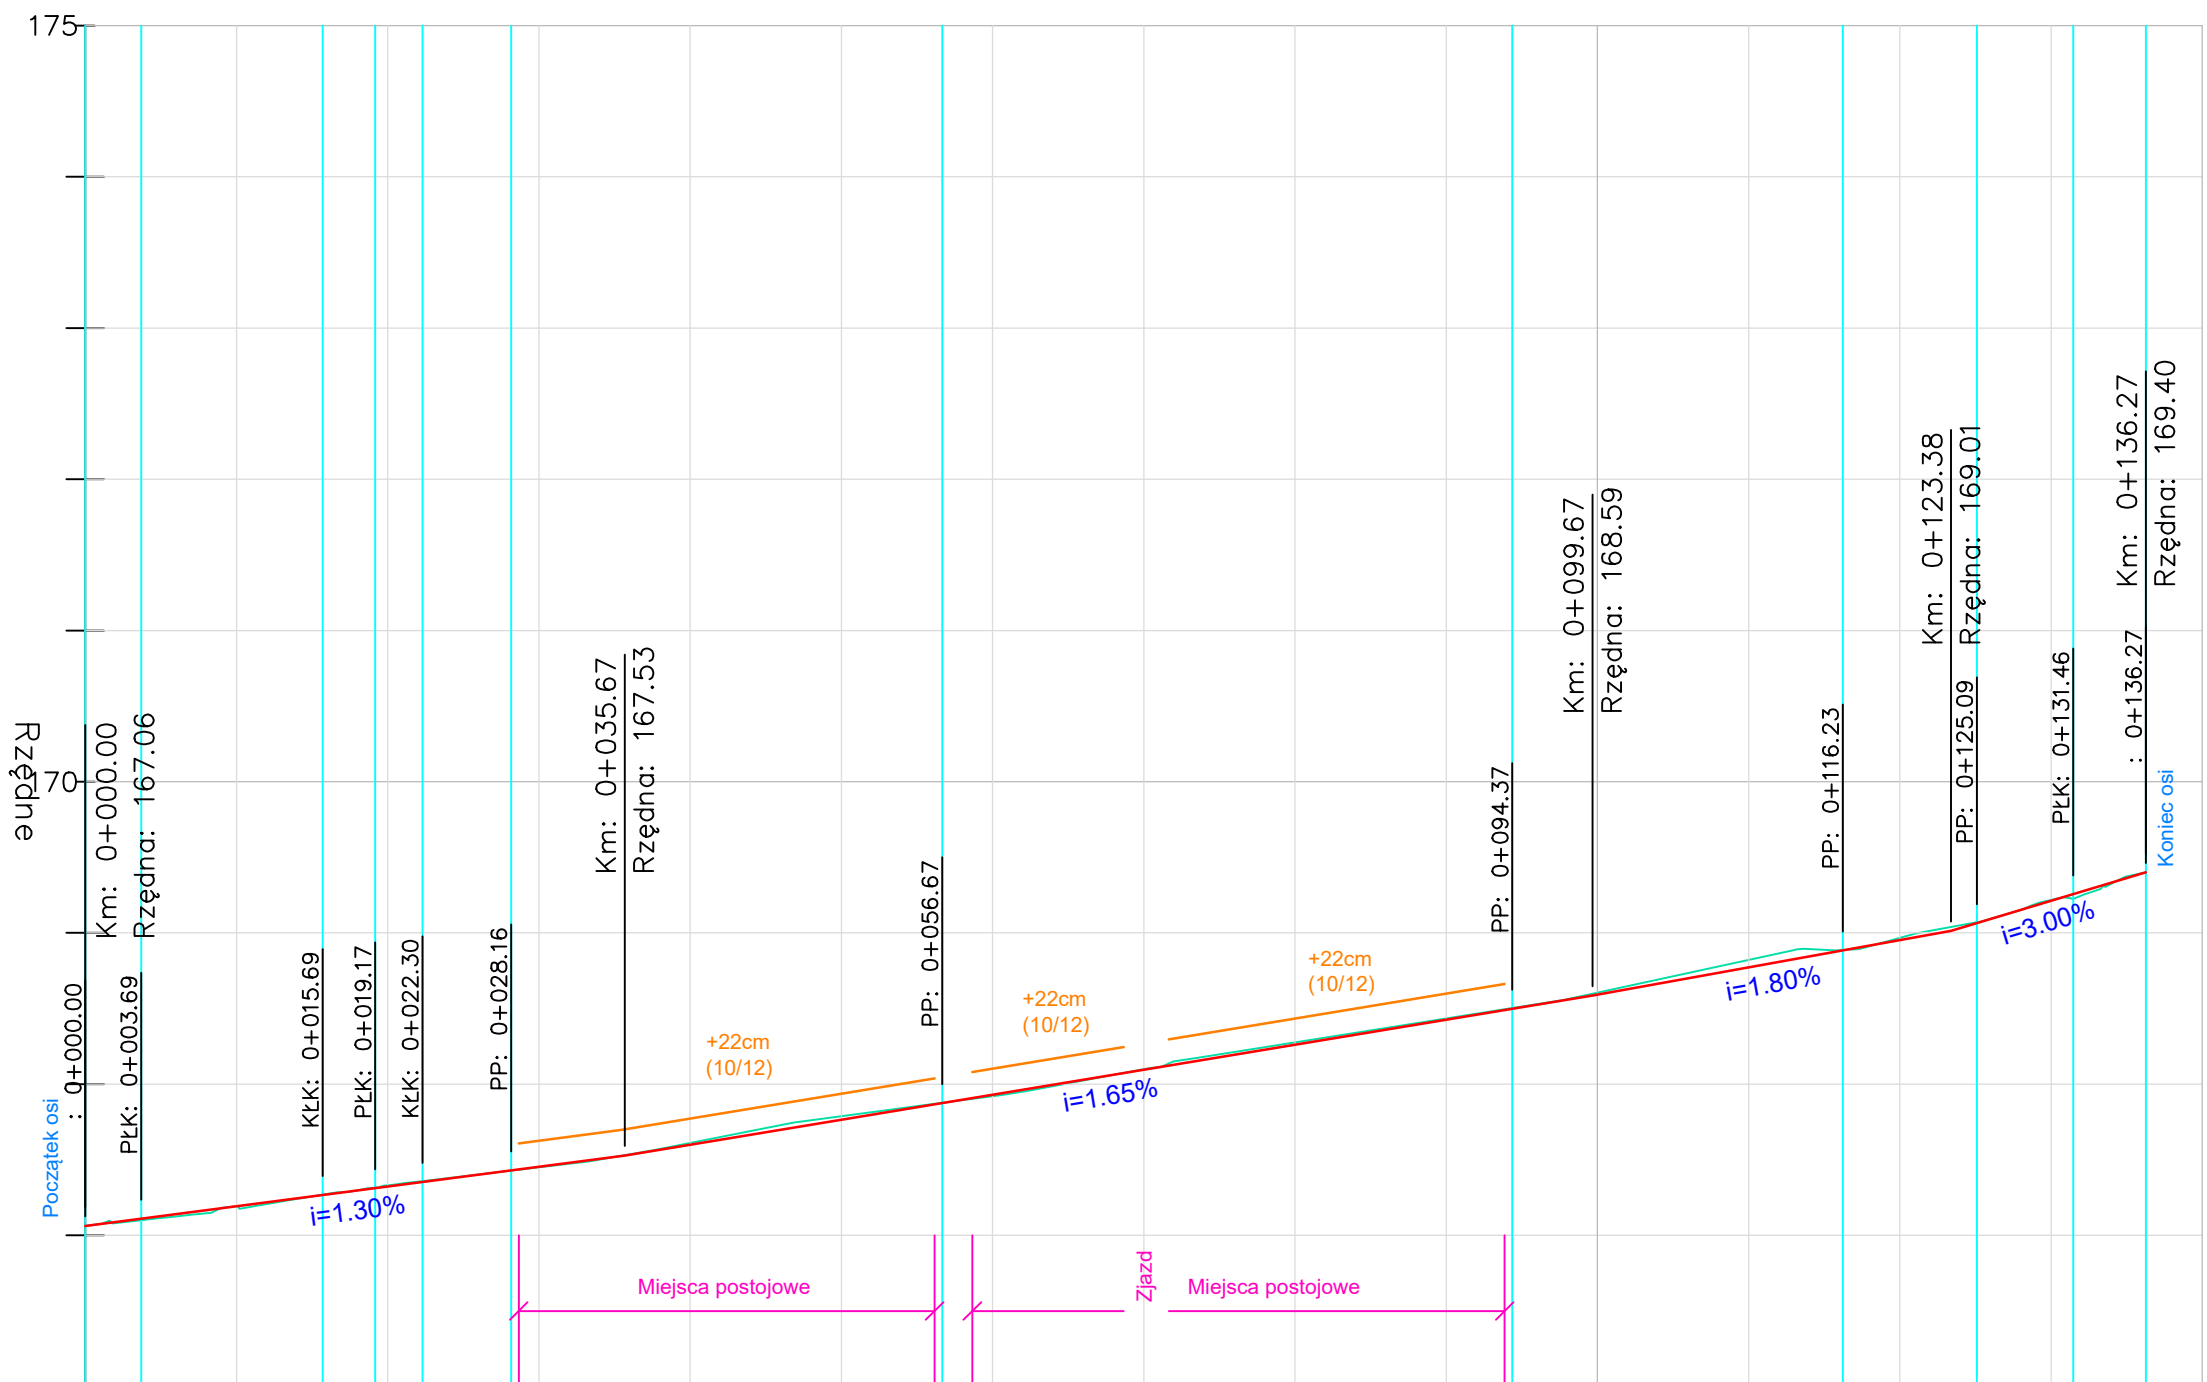 175
170
Rzędne
Początek osi
: 0+000.00
Km: 0+000.00
Rzędna: 167.06
PŁK: 0+003.69
KŁK: 0+015.69
PŁK: 0+019.17
KŁK: 0+022.30
PP: 0+028.16
Km: 0+035.67
Rzędna: 167.53
PP: 0+056.67
PP: 0+094.37
Km: 0+099.67
Rzędna: 168.59
PP: 0+116.23
Km: 0+123.38
Rzędna: 169.01
PP: 0+125.09
PŁK: 0+131.46
Km: 0+136.27
Rzędna: 169.40
: 0+136.27
Koniec osi
+22cm
(10/12)
+22cm
(10/12)
+22cm
(10/12)
i=1.30%
i=1.65%
i=1.80%
i=3.00%
Miejsca postojowe
Zjazd
Miejsca postojowe